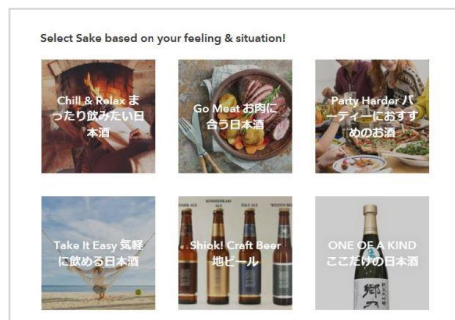 Select Sake based on your feeling & situation!
Chill & Relax ま
ったり飲みたい日
本酒
Go Meat お肉に
合う日本酒
Party Harder パ
ーティーにおすす
めのお酒
Take It Easy 気軽
に飲める日本酒
Shiok! Craft Beer
地ビール
ONE OF A KIND
ここだけの日本酒